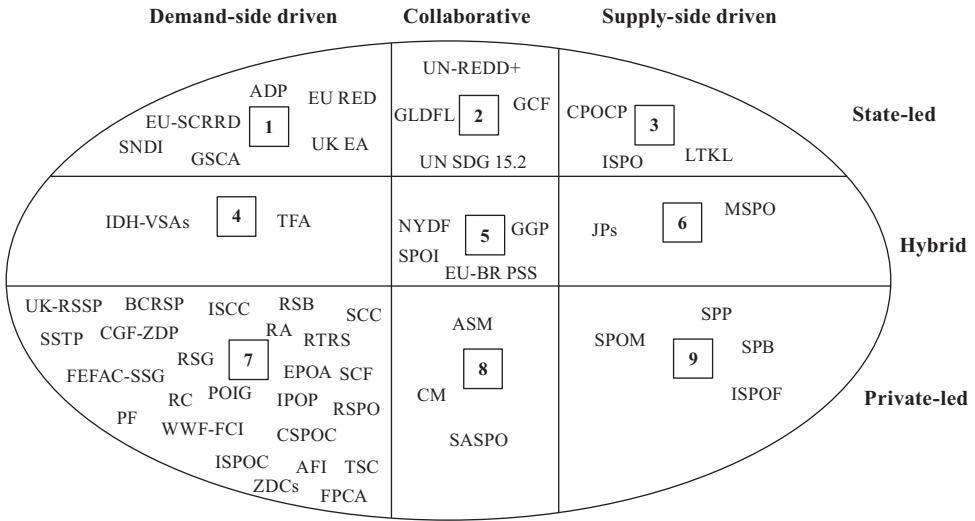 Demand-side driven
Collaborative
Supply-side driven
State-led
Hybrid
Private-led
ADP
EU RED
EU-SCRRD
1
SNDI
GSCA
UK EA
UN-REDD+
GLDFL
2
GCF
UN SDG 15.2
CPOCP
3
ISPO
LTKL
IDH-VSAs
4
TFA
NYDF
5
GGP
SPOI
EU-BR PSS
JPs
6
MSPO
UK-RSSP
BCRSP
ISCC
RSB
SCC
SSTP
CGF-ZDP
RA
RTRS
RSG
7
FEFAC-SSG
EPOA
SCF
RC
POIG
IPOP
RSPO
PF
WWF-FCI
CSPOC
ISPOC
AFI
TSC
ZDCs
FPCA
ASM
8
CM
SASPO
SPP
SPOM
9
SPB
ISPOF